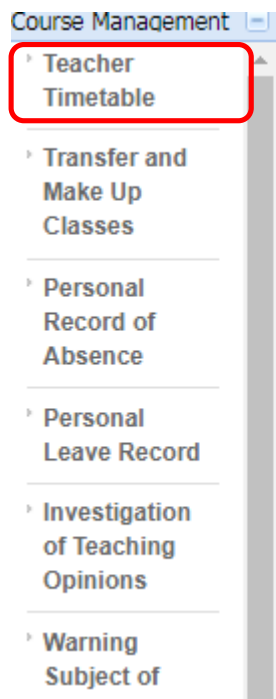 Course Management
Teacher
Timetable
Transfer and
Make Up
Classes
Personal
Record of
Absence
Personal
Leave Record
Investigation
of Teaching
Opinions
Warning
Subject of